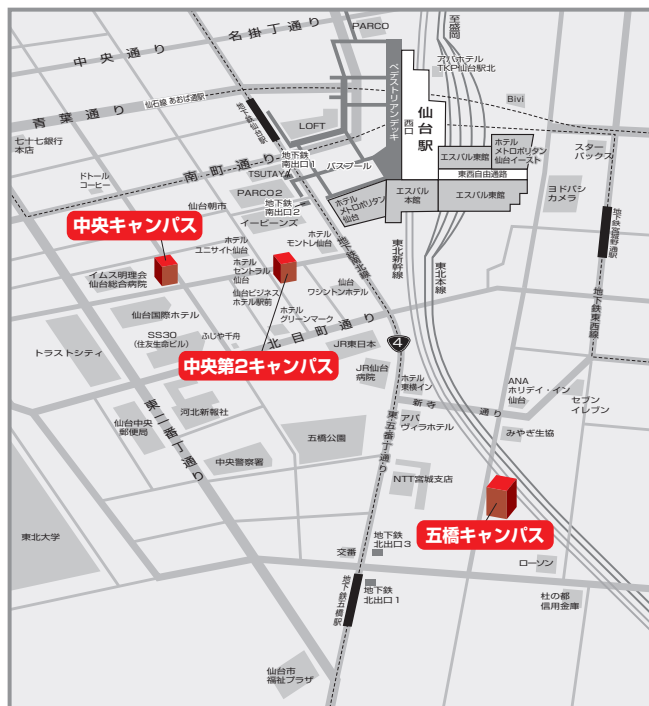 PARCO
名掛丁通り
中央通り
至盛岡
アパホテル
TKP仙台駅北
ペデストリアンデッキ
仙台駅
西口
青葉通り
仙石線 あおば通駅
地下鉄仙台駅
Bivi
LOFT
七十七銀行
本店
南町通り
地下鉄
南出口1
バスプール
エスパル東館
ホテル
メトロポリタン
仙台イースト
スター
バックス
東西自由通路
TSUTAYA
ドトール
コーヒー
PARCO2
地下鉄
南出口2
ホテル
メトロポリタン
仙台
エスパル
本館
エスパル東館
ヨドバシ
カメラ
仙台朝市
イービーンズ
地下鉄宮城野通駅
中央キャンパス
ホテル
ユニサイト仙台
ホテル
モントレ仙台
地下鉄南北線
東北新幹線
東北本線
イムス明理会
仙台総合病院
ホテル
セントラル
仙台
仙台
ワシントンホテル
仙台ビジネス
ホテル駅前
地下鉄東西線
仙台国際ホテル
ホテル
グリーンマーク
SS30
(住友生命ビル)
ふじや千舟
北目町通り
JR東日本
4
トラストシティ
中央第2キャンパス
JR仙台
病院
ホテル
東横イン
ANA
ホリデイ・イン
仙台
セブン
イレブン
新寺通り
東二番丁通り
河北新報社
アパ
ヴィラホテル
仙台中央
郵便局
五橋公園
東五番丁通り
みやぎ生協
中央警察署
NTT宮城支店
五橋キャンパス
東北大学
地下鉄
北出口3
交番
ローソン
地下鉄五橋駅
地下鉄
北出口1
杜の都
信用金庫
仙台市
福祉プラザ